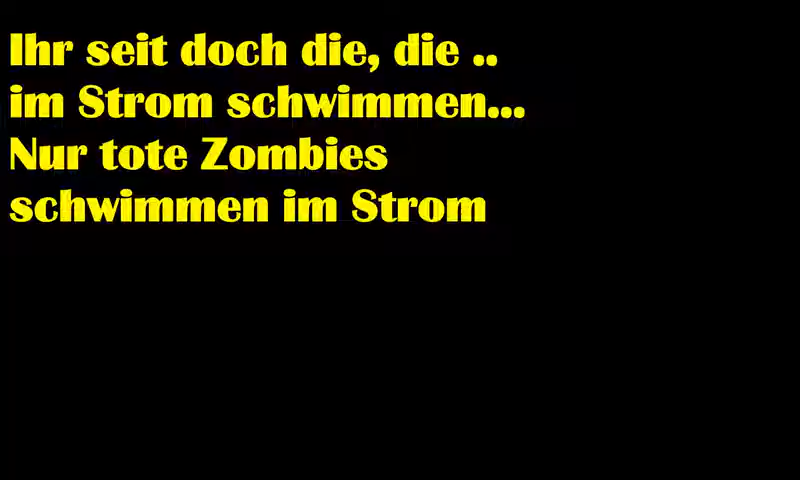 Ihr seit doch die, die ..
im Strom schwimmen...
Nur tote Zombies
schwimmen im Strom